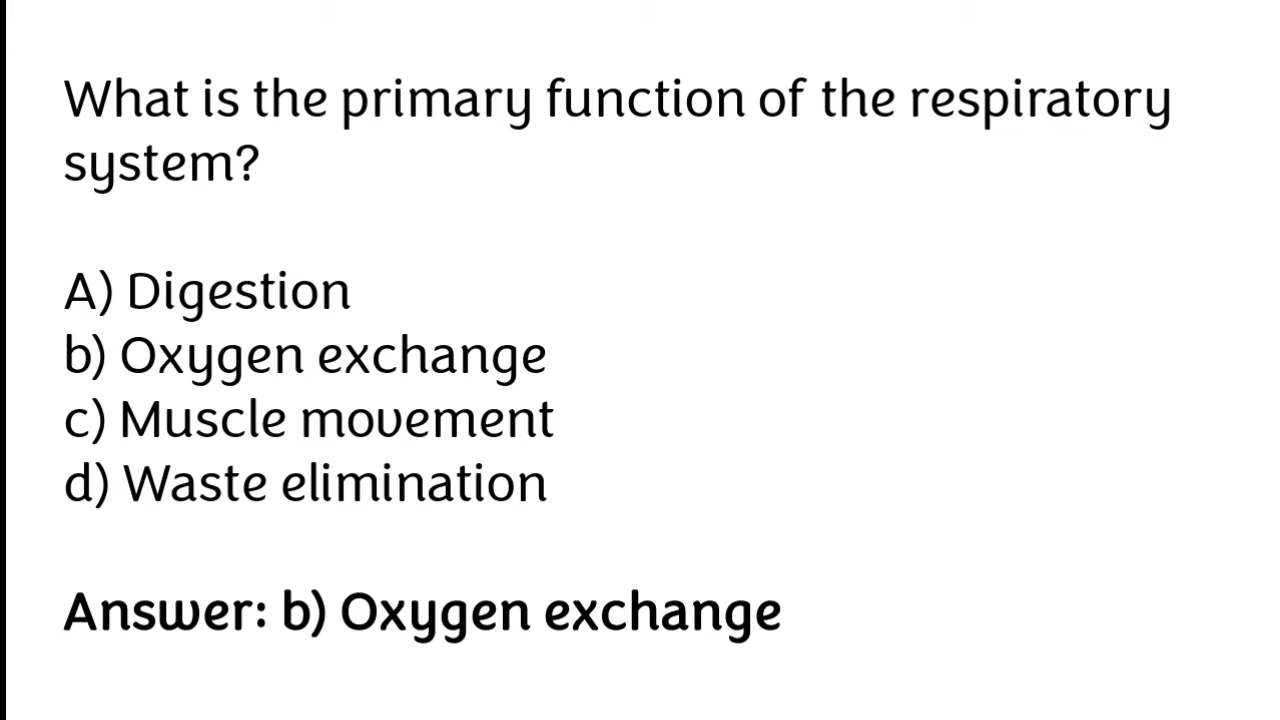 What is the primary function of the respiratory
system?
A) Digestion
b) Oxygen exchange
c) Muscle movement
d) Waste elimination
Answer: b) Oxygen exchange